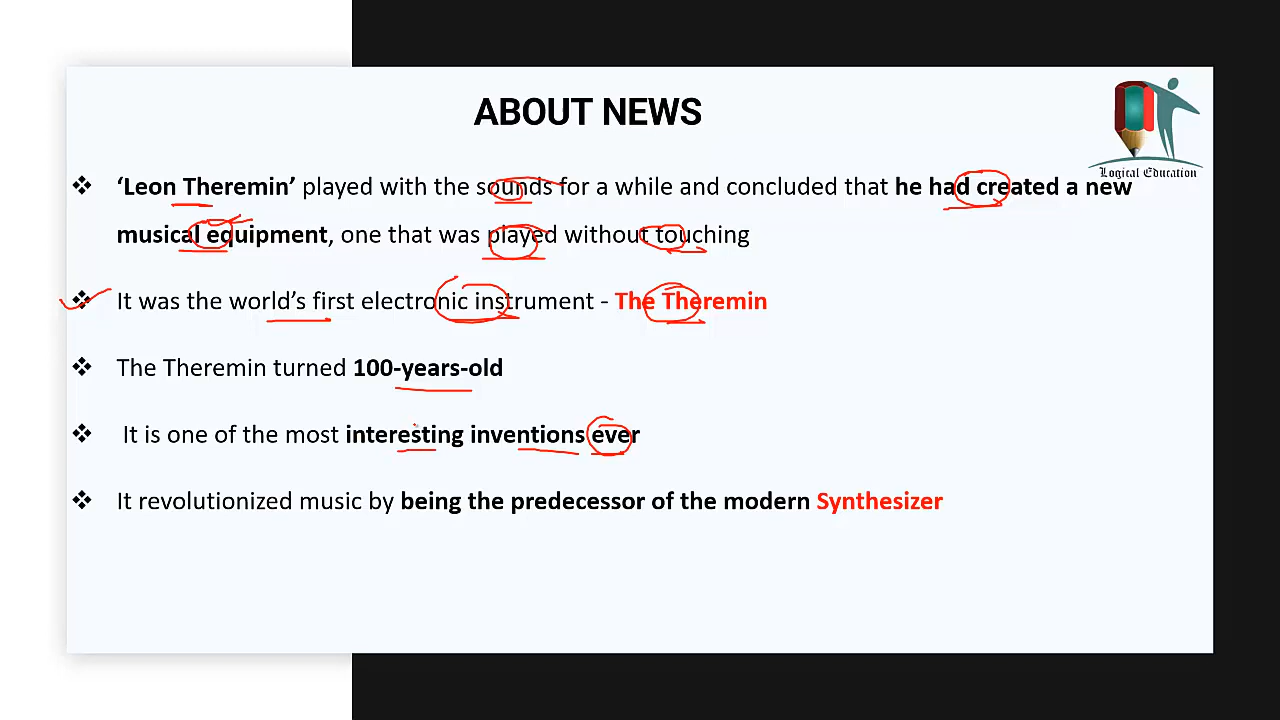 ABOUT NEWS
Logical Education
❖ ‘Leon Theremin’ played with the sounds for a while and concluded that he had created a new
musical equipment, one that was played without touching
❖ It was the world’s first electronic instrument - The Theremin
❖ The Theremin turned 100-years-old
❖ It is one of the most interesting inventions ever
❖ It revolutionized music by being the predecessor of the modern Synthesizer